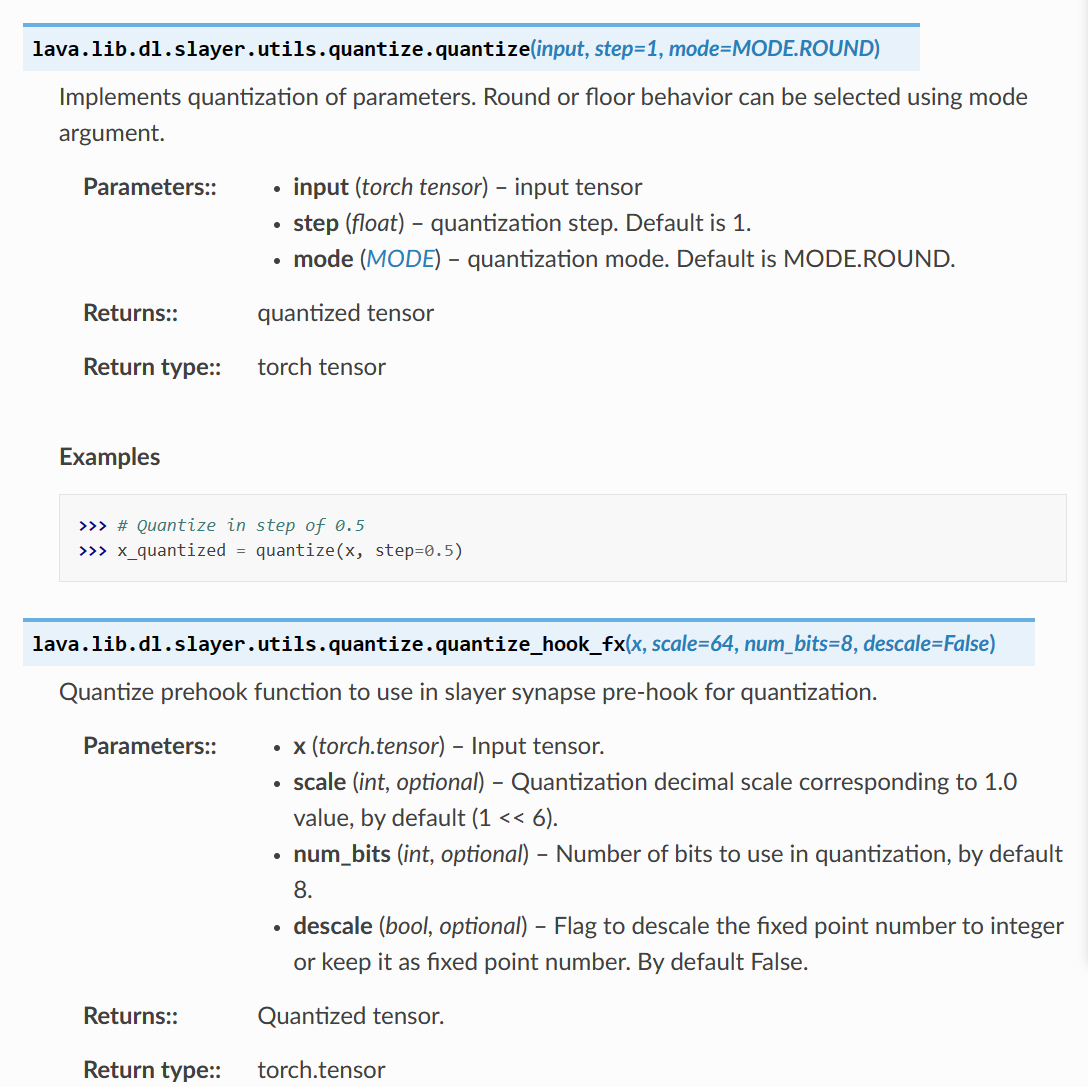 lava.lib.dl.slayer.utils.quantize.quantize(input, step=1, mode=MODE.ROUND)
Implements quantization of parameters. Round or floor behavior can be selected using mode
argument.
Parameters:: • input (torch tensor) – input tensor
• step (float) – quantization step. Default is 1.
• mode (MODE) – quantization mode. Default is MODE.ROUND.
Returns:: quantized tensor
Return type:: torch tensor
Examples
>>> # Quantize in step of 0.5
>>> x_quantized = quantize(x, step=0.5)
lava.lib.dl.slayer.utils.quantize.quantize_hook_fx(x, scale=64, num_bits=8, descale=False)
Quantize prehook function to use in slayer synapse pre-hook for quantization.
Parameters:: • x (torch.tensor) – Input tensor.
• scale (int, optional) – Quantization decimal scale corresponding to 1.0
value, by default (1 << 6).
• num_bits (int, optional) – Number of bits to use in quantization, by default
8.
• descale (bool, optional) – Flag to descale the fixed point number to integer
or keep it as fixed point number. By default False.
Returns:: Quantized tensor.
Return type:: torch.tensor